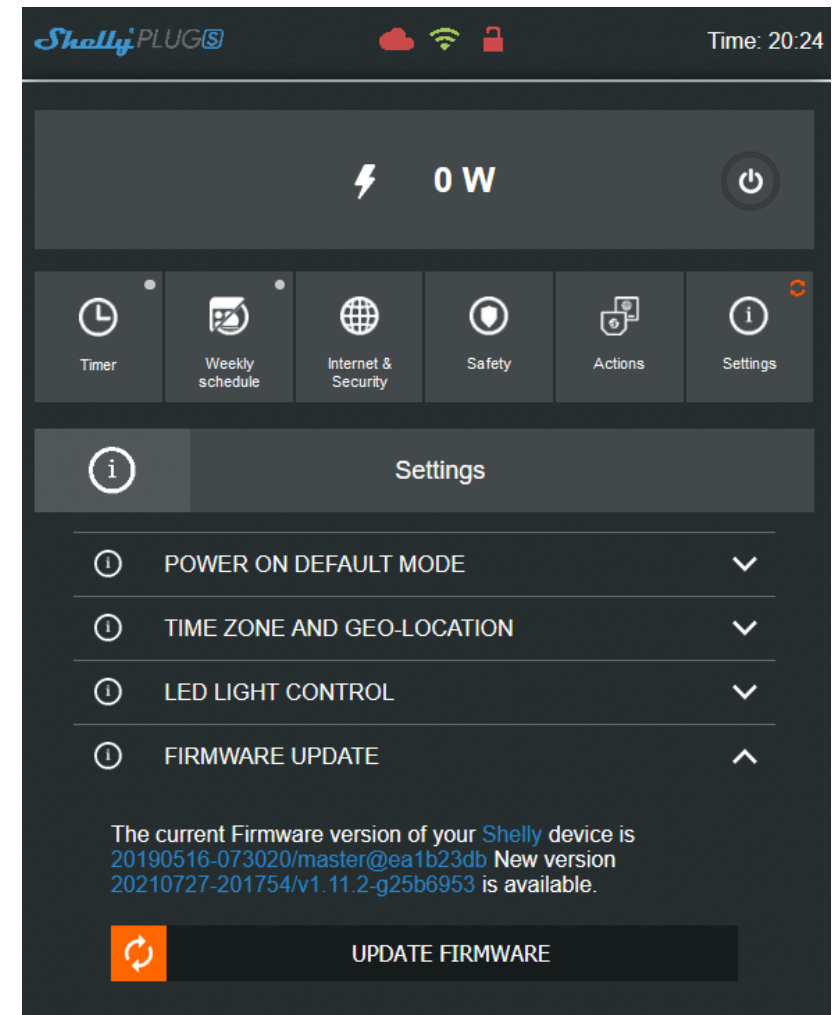 Shelly PLUG S Time: 20:24
0 W
Timer
Weekly
schedule
Internet &
Security
Safety
Actions
Settings
Settings
POWER ON DEFAULT MODE
TIME ZONE AND GEO-LOCATION
LED LIGHT CONTROL
FIRMWARE UPDATE
The current Firmware version of your Shelly device is
20190516-073020/master@ea1b23db New version
20210727-201754/v1.11.2-g25b6953 is available.
UPDATE FIRMWARE